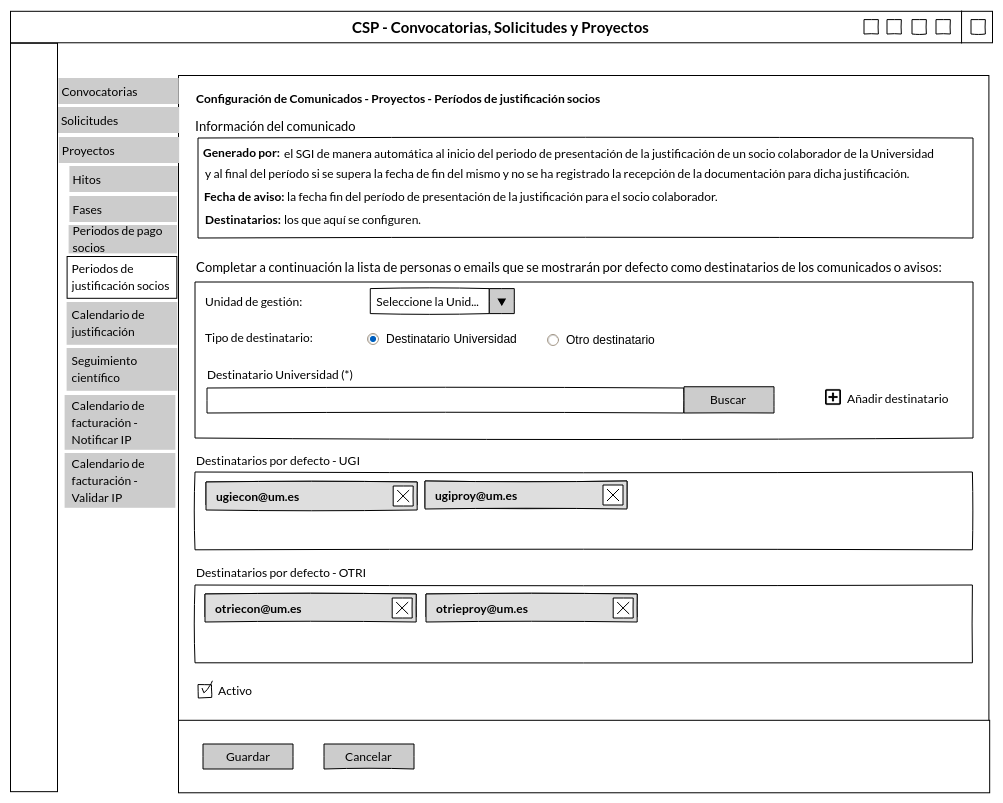 CSP - Convocatorias, Solicitudes y Proyectos
Convocatorias
Solicitudes
Proyectos
Hitos
Fases
Periodos de pago
socios
Periodos de
justificación socios
Calendario de
justificación
Seguimiento
científico
Calendario de
facturación -
Notificar IP
Calendario de
facturación -
Validar IP
Configuración de Comunicados - Proyectos - Períodos de justificación socios
Información del comunicado
Generado por: el SGI de manera automática al inicio del periodo de presentación de la justificación de un socio colaborador de la Universidad
y al final del período si se supera la fecha de fin del mismo y no se ha registrado la recepción de la documentación para dicha justificación.
Fecha de aviso: la fecha fin del período de presentación de la justificación para el socio colaborador.
Destinatarios: los que aquí se configuren.
Completar a continuación la lista de personas o emails que se mostrarán por defecto como destinatarios de los comunicados o avisos:
Unidad de gestión: Seleccione la Unid...
Tipo de destinatario: Destinatario Universidad Otro destinatario
Destinatario Universidad (*)
Buscar Añadir destinatario
Destinatarios por defecto - UGI
ugiecon@um.es ugiproy@um.es
Destinatarios por defecto - OTRI
otriecon@um.es otrieproy@um.es
Activo
Guardar Cancelar